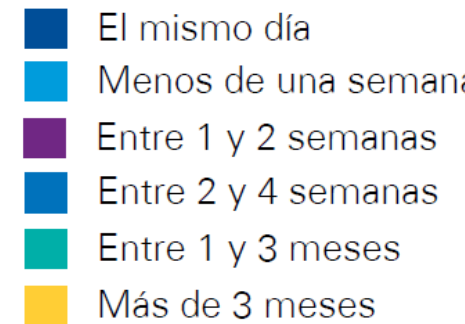 El mismo día
Menos de una semana
Entre 1 y 2 semanas
Entre 2 y 4 semanas
Entre 1 y 3 meses
Más de 3 meses